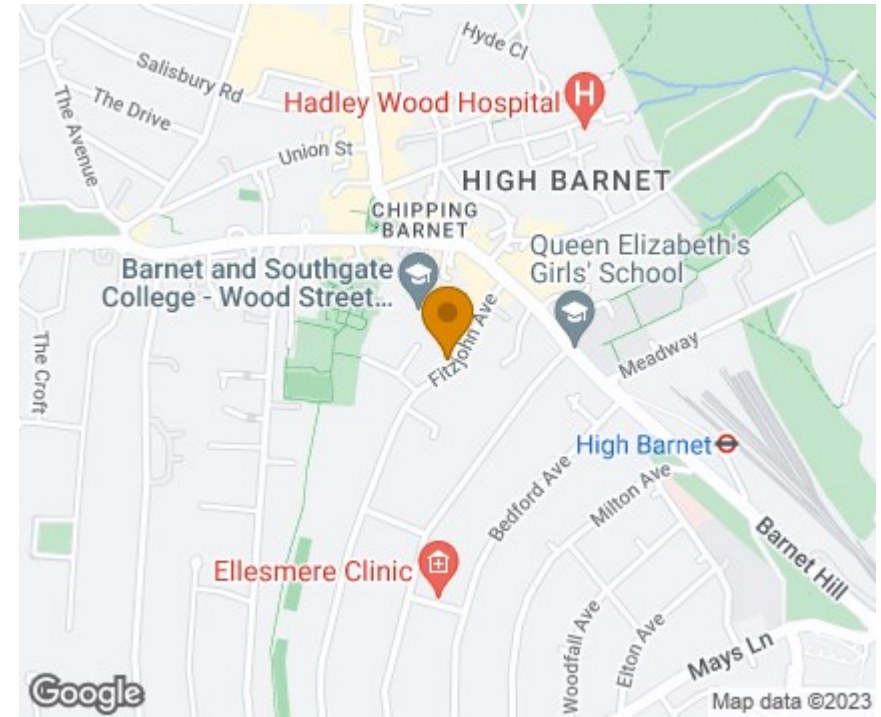 Hyde Cl
Salisbury Rd
The Drive
The Avenue
Hadley Wood Hospital
H
Union St
HIGH BARNET
CHIPPING
BARNET
Queen Elizabeth's
Girls' School
Barnet and Southgate
College - Wood Street...
Fitzjohn Ave
Meadway
The Croft
High Barnet
Bedford Ave
Milton Ave
Barnet Hill
Ellesmere Clinic
Woodfall Ave
Elton Ave
Mays Ln
Google
Map data ©2023